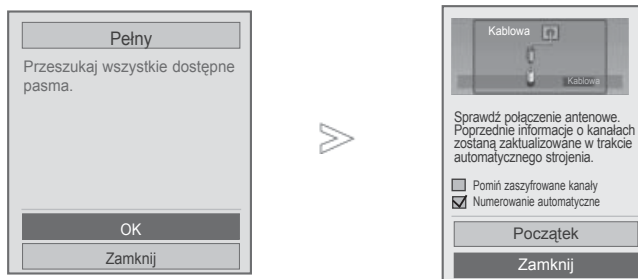 Pełny
Przeszukaj wszystkie dostępne
pasma.
OK
Zamknij
Kablowa
Kablowa
Sprawdź połączenie antenowe.
Poprzednie informacje o kanałach
zostaną zaktualizowane w trakcie
automatycznego strojenia.
Pomiń zaszyfrowane kanały
Numerowanie automatyczne
Początek
Zamknij